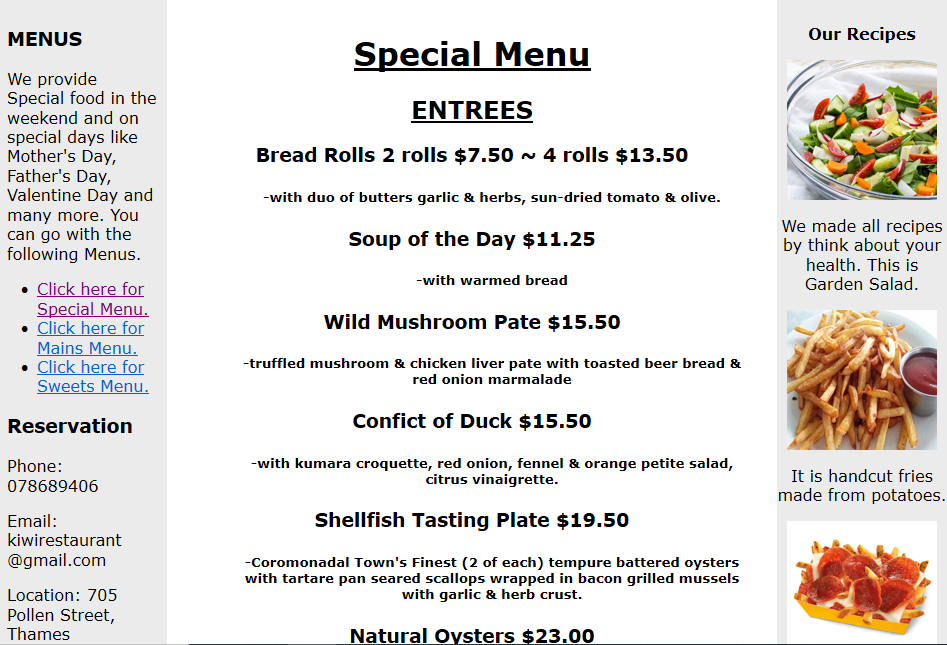 MENUS
We provide
Special food in the
weekend and on
special days like
Mother's Day,
Father's Day,
Valentine Day and
many more. You
can go with the
following Menus.
Click here for
Special Menu.
Click here for
Mains Menu.
Click here for
Sweets Menu.
Reservation
Phone:
078689406
Email:
kiwirestaurant
@gmail.com
Location: 705
Pollen Street,
Thames
Special Menu
ENTREES
Bread Rolls 2 rolls $7.50 ~ 4 rolls $13.50
-with duo of butters garlic & herbs, sun-dried tomato & olive.
Soup of the Day $11.25
-with warmed bread
Wild Mushroom Pate $15.50
-truffled mushroom & chicken liver pate with toasted beer bread &
red onion marmalade
Confict of Duck $15.50
-with kumara croquette, red onion, fennel & orange petite salad,
citrus vinaigrette.
Shellfish Tasting Plate $19.50
-Coromonadal Town's Finest (2 of each) tempure battered oysters
with tartare pan seared scallops wrapped in bacon grilled mussels
with garlic & herb crust.
Natural Oysters $23.00
Our Recipes
We made all recipes
by think about your
health. This is
Garden Salad.
It is handcut fries
made from potatoes.